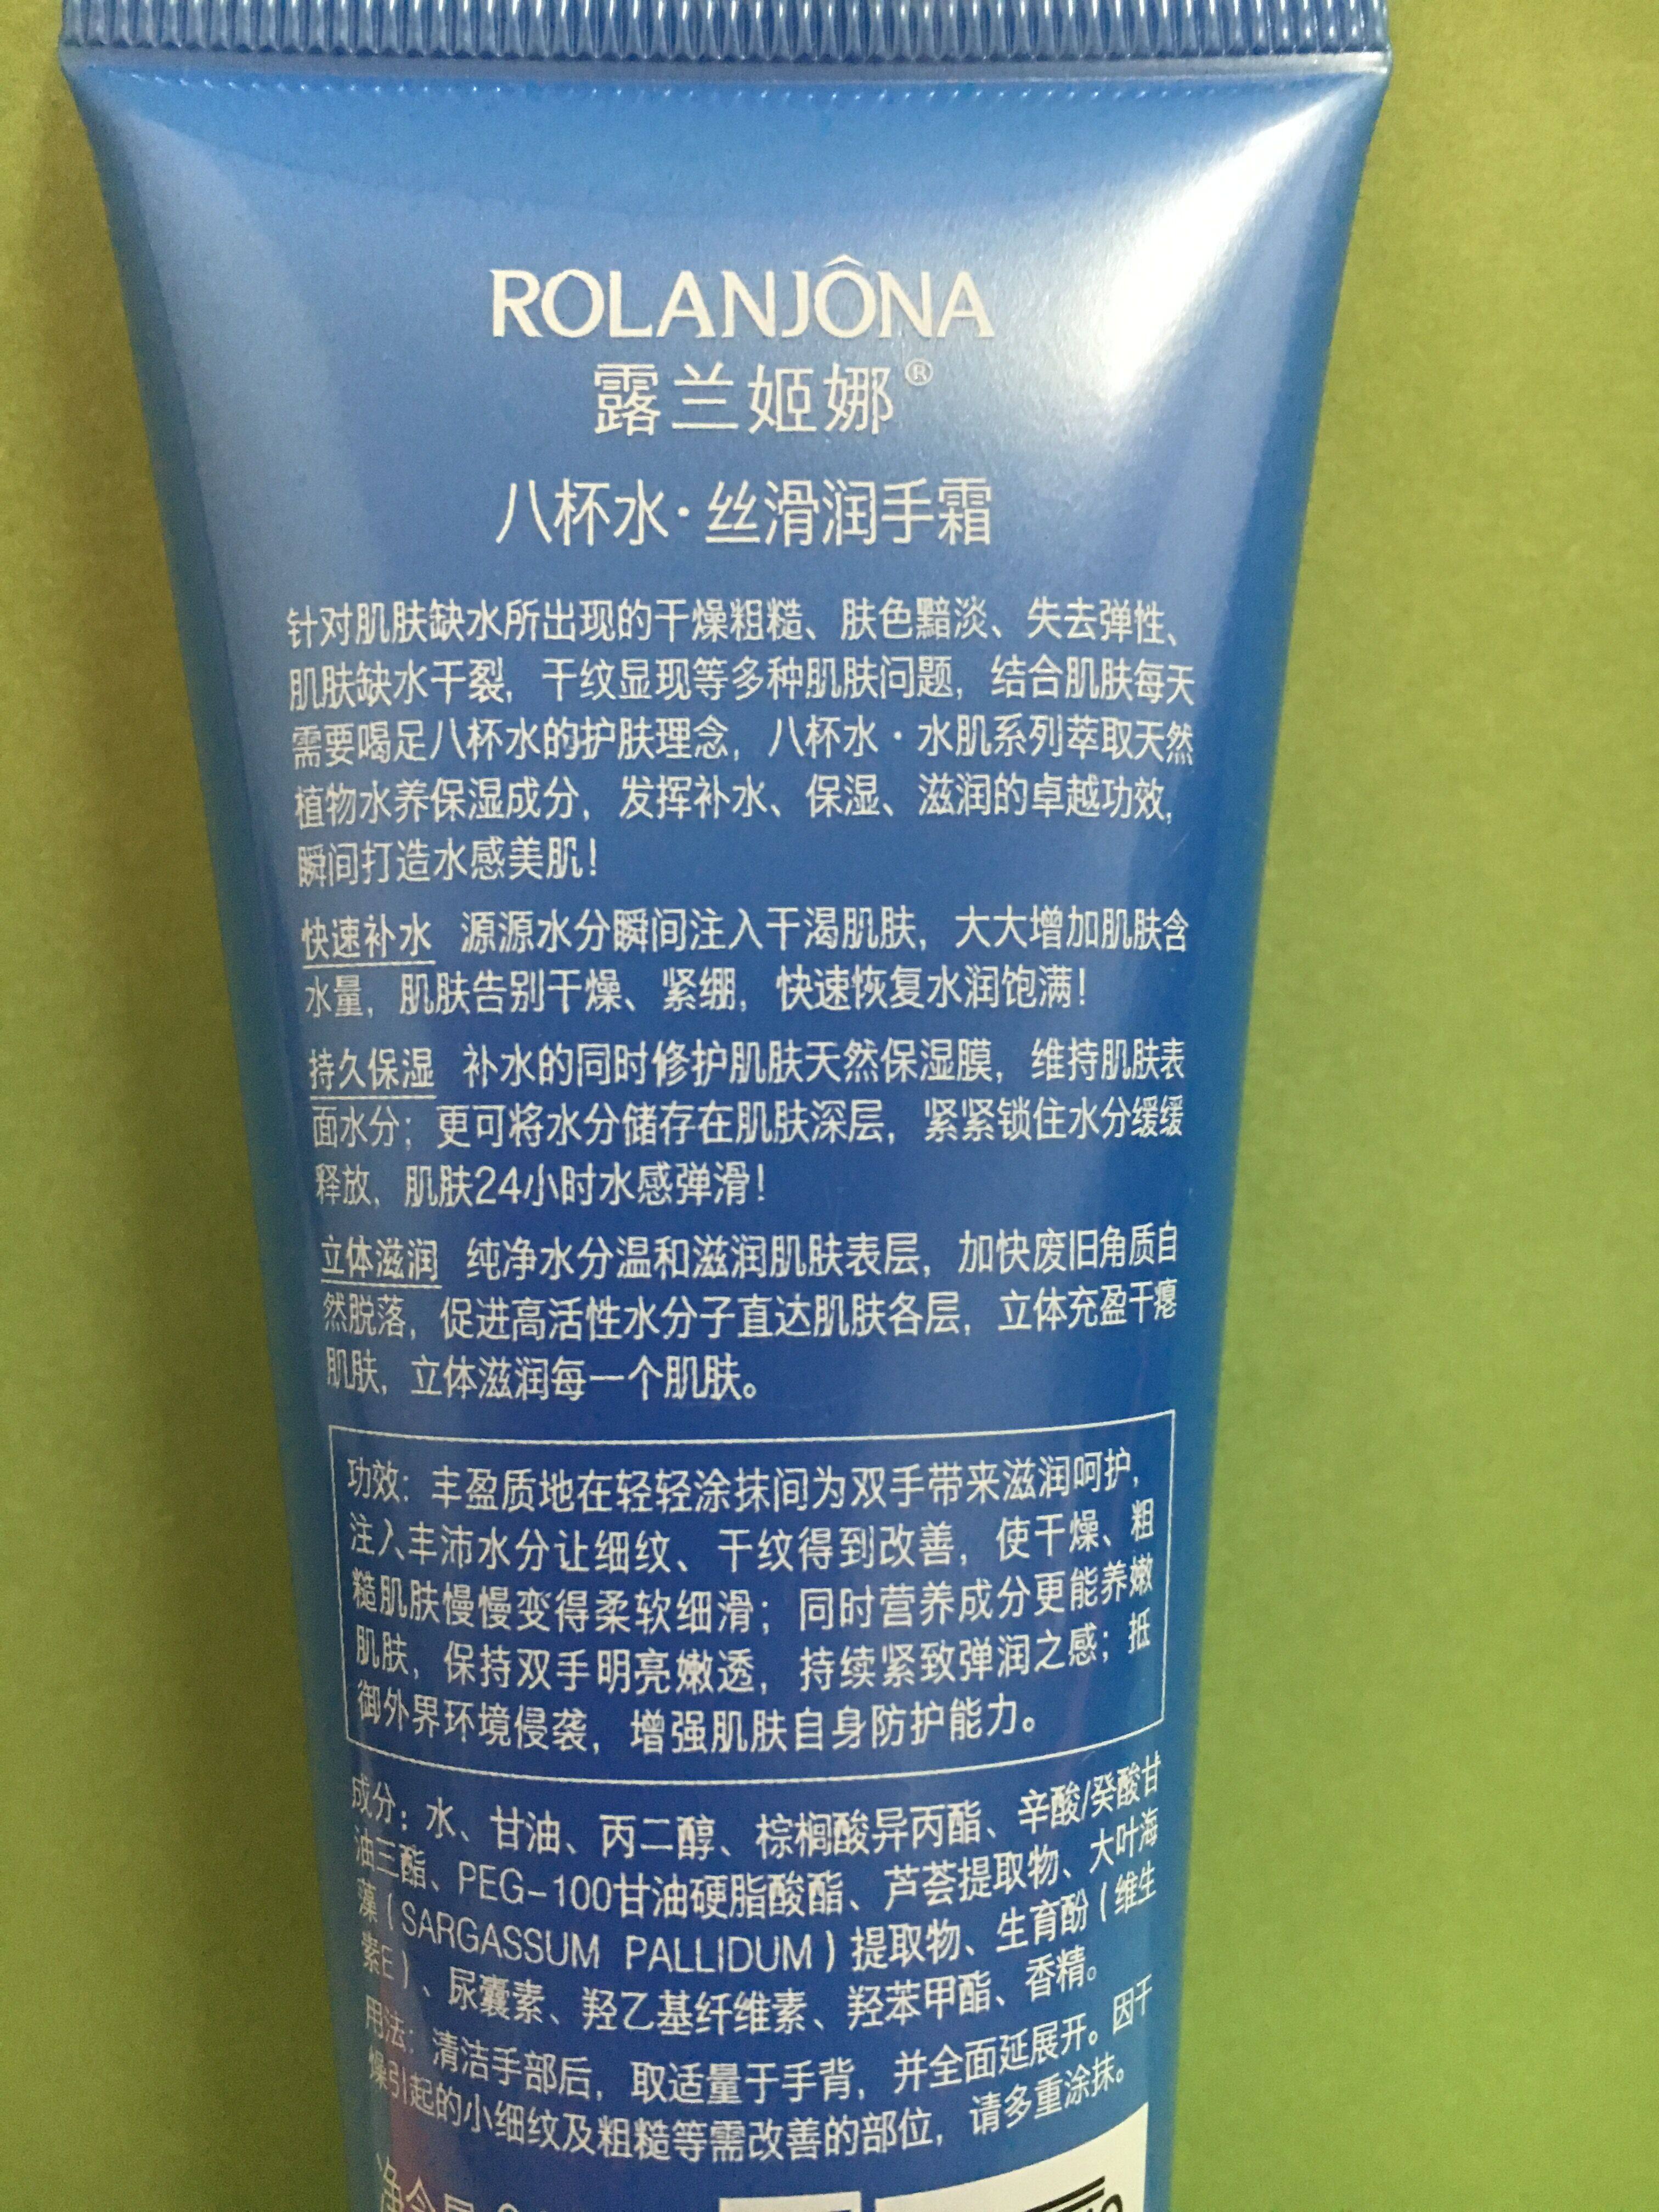 ROLANJÔNA
露兰姬娜®
八杯水·丝滑润手霜
针对肌肤缺水所出现的干燥粗糙、肤色黯淡、失去弹性、
肌肤缺水干裂，干纹显现等多种肌肤问题，结合肌肤每天
需要喝足八杯水的护肤理念，八杯水·水肌系列萃取天然
植物水养保湿成分，发挥补水、保湿、滋润的卓越功效，
瞬间打造水感美肌！
快速补水 源源水分瞬间注入干渴肌肤，大大增加肌肤含
水量，肌肤告别干燥、紧绷，快速恢复水润饱满！
持久保湿 补水的同时修护肌肤天然保湿膜，维持肌肤表
面水分；更可将水分储存在肌肤深层，紧紧锁住水分缓缓
释放，肌肤24小时水感弹滑！
立体滋润 纯净水分温和滋润肌肤表层，加快废旧角质自
然脱落，促进高活性水分子直达肌肤各层，立体充盈干瘪
肌肤，立体滋润每一个肌肤。
功效：丰盈质地在轻轻涂抹间为双手带来滋润呵护，
注入丰沛水分让细纹、干纹得到改善，使干燥、粗
糙肌肤慢慢变得柔软细滑；同时营养成分更能养嫩
肌肤，保持双手明亮嫩透，持续紧致弹润之感；抵
御外界环境侵袭，增强肌肤自身防护能力。
成分：水、甘油、丙二醇、棕榈酸异丙酯、辛酸/癸酸甘
油三酯、PEG-100甘油硬脂酸酯、芦荟提取物、大叶海
藻（SARGASSUM PALLIDUM）提取物、生育酚（维生
素E）、尿囊素、羟乙基纤维素、羟苯甲酯、香精。
用法：清洁手部后，取适量于手背，并全面延展开。因干
燥引起的小细纹及粗糙等需改善的部位，请多重涂抹。